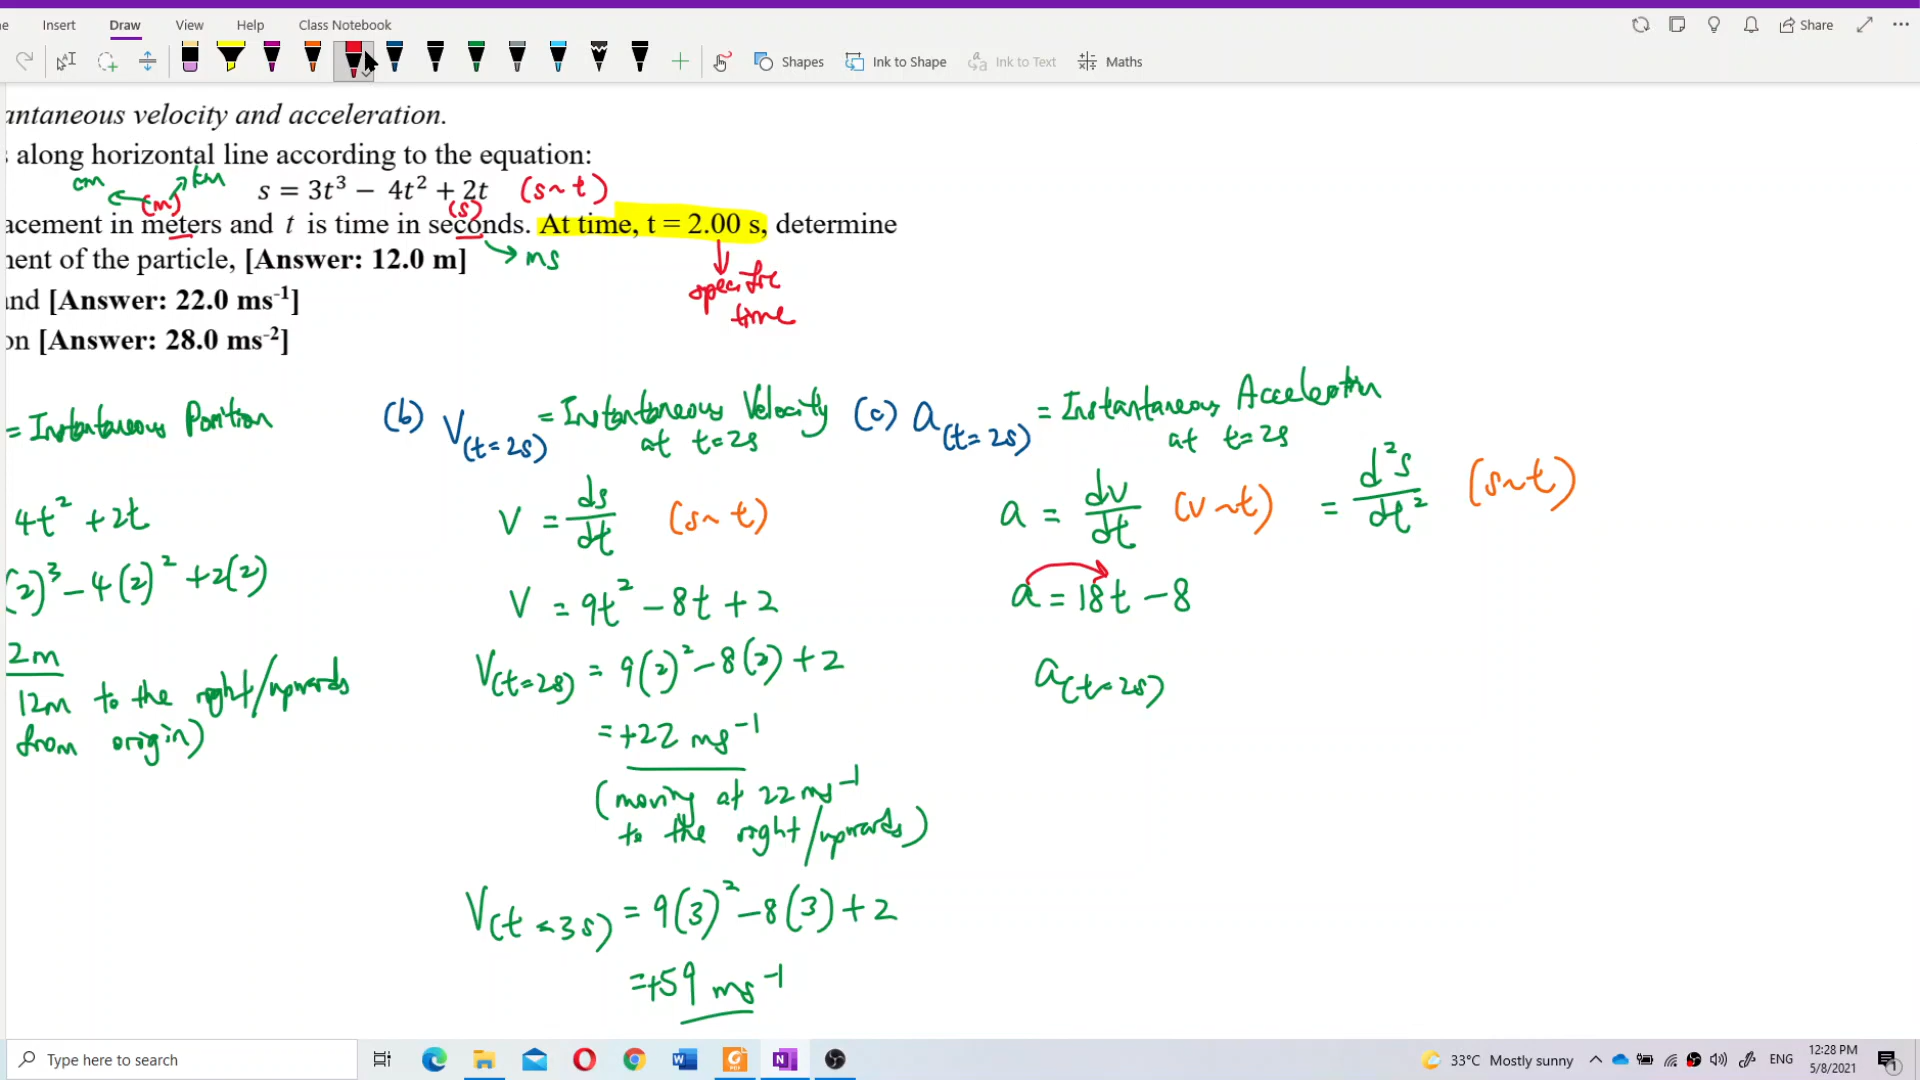 Insert Draw View Help Class Notebook Share
Shapes Ink to Shape Ink to Text Maths
antaneous velocity and acceleration.
along horizontal line according to the equation:
cm km
(m) s = 3t³ − 4t² + 2t (s~t)
(s)
acement in meters and t is time in seconds. At time, t = 2.00 s, determine
nent of the particle, [Answer: 12.0 m] ms
specific
time
and [Answer: 22.0 ms⁻¹]
on [Answer: 28.0 ms⁻²]
= Instantaneous Position
4t² + 2t
(2)³ − 4(2)² + 2(2)
2m
12m to the right/upwards
from origin)
(b) V(t=2s) = Instantaneous Velocity
at t=2s
V = ds/dt (s~t)
V = 9t² − 8t + 2
V(t=2s) = 9(2)² − 8(2) + 2
= +22 ms⁻¹
(moving at 22 ms⁻¹
to the right/upwards)
V(t=3s) = 9(3)² − 8(3) + 2
= +59 ms⁻¹
(c) a(t=2s) = Instantaneous Acceleration
at t=2s
a = dv/dt (v~t) = d²s/dt² (s~t)
a = 18t − 8
a(t=2s)
Type here to search
33°C Mostly sunny ENG 12:28 PM
5/8/2021
1